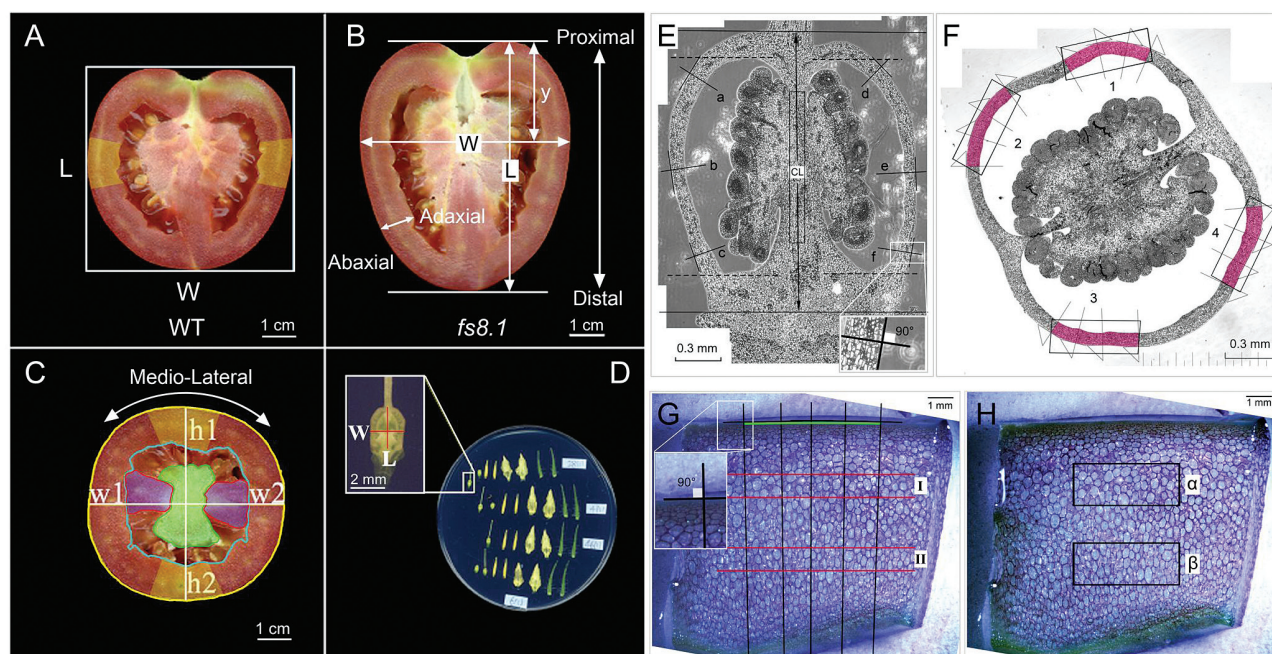 A
L
W
WT
1 cm
B
Proximal
y
W
L
Adaxial
Abaxial
Distal
fs8.1
1 cm
C
Medio-Lateral
h1
w1
w2
h2
1 cm
D
W
L
2 mm
E
a
d
b
e
CL
c
f
90°
0.3 mm
F
1
2
4
3
0.3 mm
G
1 mm
90°
I
II
H
1 mm
α
β